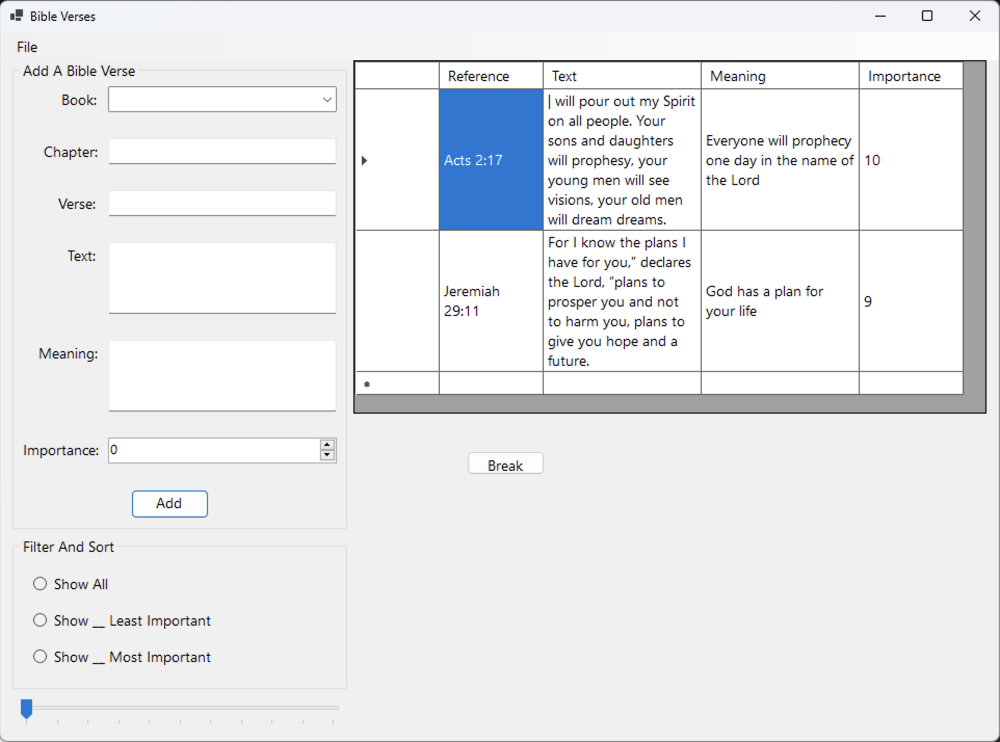 Bible Verses
File
Add A Bible Verse
Book:
Chapter:
Verse:
Text:
Meaning:
Importance: 0
Add
Filter And Sort
Show All
Show __ Least Important
Show __ Most Important
Reference Text Meaning Importance
Acts 2:17
| will pour out my Spirit
on all people. Your
sons and daughters
will prophesy, your
young men will see
visions, your old men
will dream dreams.
Everyone will prophecy
one day in the name of
the Lord
10
Jeremiah
29:11
For I know the plans I
have for you,” declares
the Lord, “plans to
prosper you and not
to harm you, plans to
give you hope and a
future.
God has a plan for
your life
9
Break